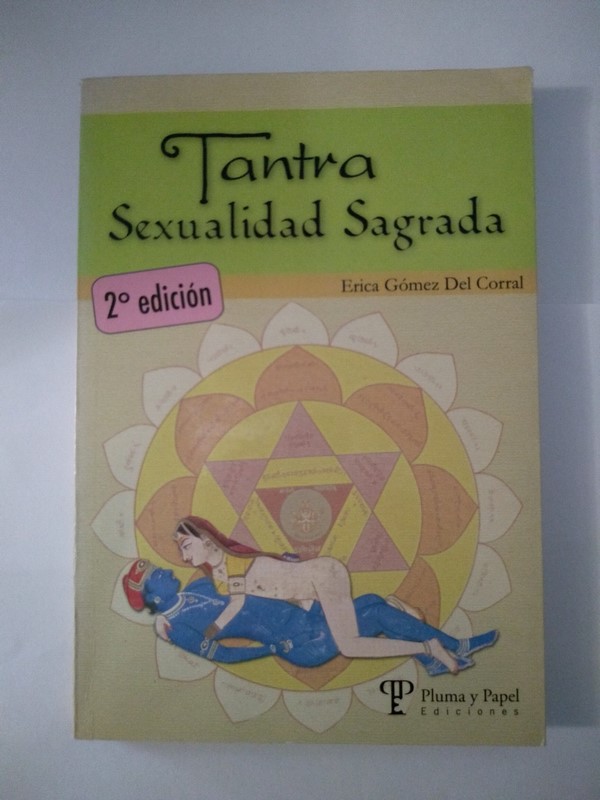 Tantra
Sexualidad Sagrada
2° edición
Erica Gómez Del Corral
Pluma y Papel
Ediciones